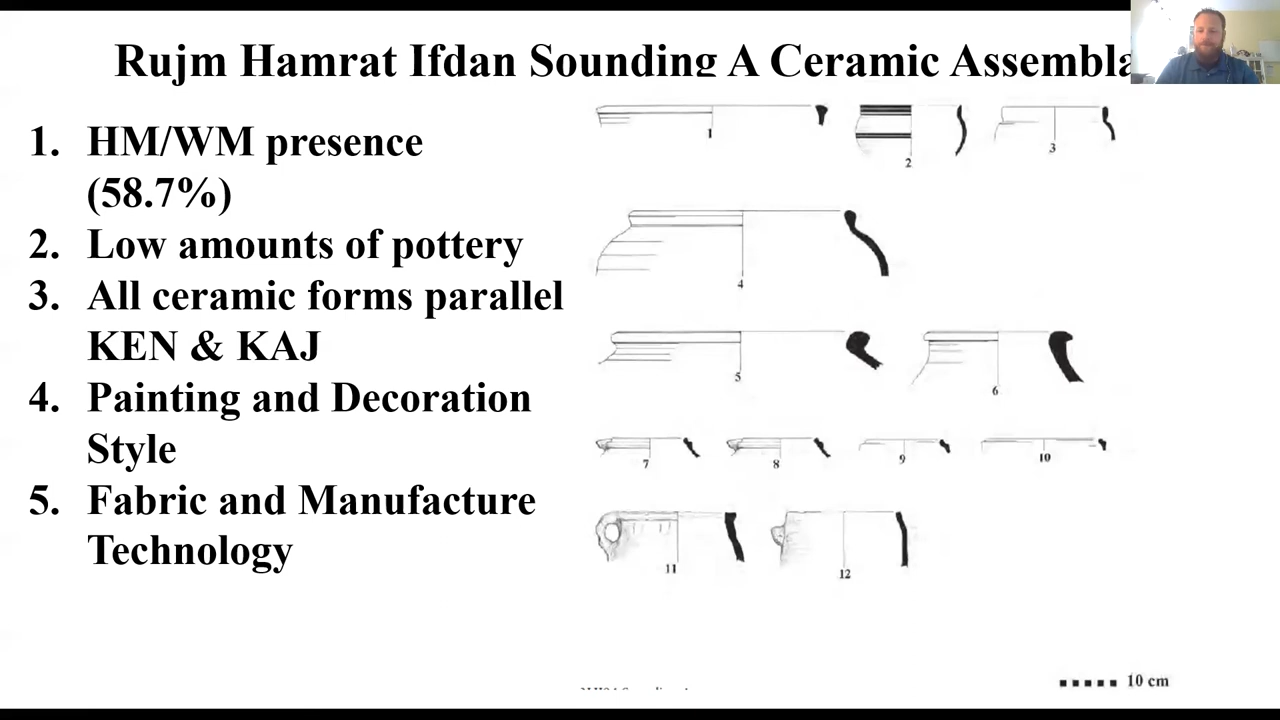 Rujm Hamrat Ifdan Sounding A Ceramic
1. HM/WM presence
(58.7%)
2. Low amounts of pottery
3. All ceramic forms parallel
KEN & KAJ
4. Painting and Decoration
Style
5. Fabric and Manufacture
Technology
1
2
3
4
5
6
7
8
9
10
11
12
10 cm